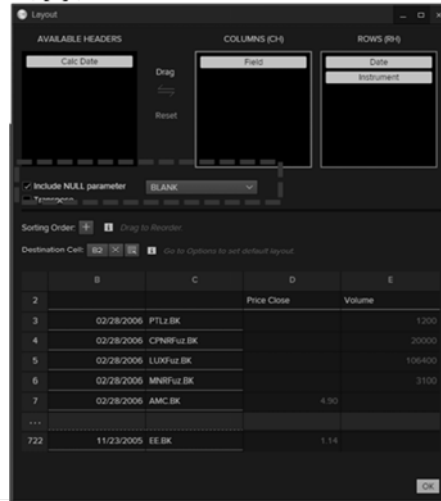 Layout
AVAILABLE HEADERS
COLUMNS (CH)
ROWS (RH)
Calc Date
Drag
Reset
Field
Date
Instrument
Include NULL parameter
BLANK
Transpose
Sorting Order: + i Drag to Reorder
Destination Cell: B2 i Go to Options to set default layout
B C D E
2 Price Close Volume
3 02/28/2006 PTLz.BK 1200
4 02/28/2006 CPNRFuz.BK 20000
5 02/28/2006 LUXFuz.BK 106400
6 02/28/2006 MNRFuz.BK 3100
7 02/28/2006 AMC.BK 4.90
...
722 11/23/2005 EE.BK 1.14
OK